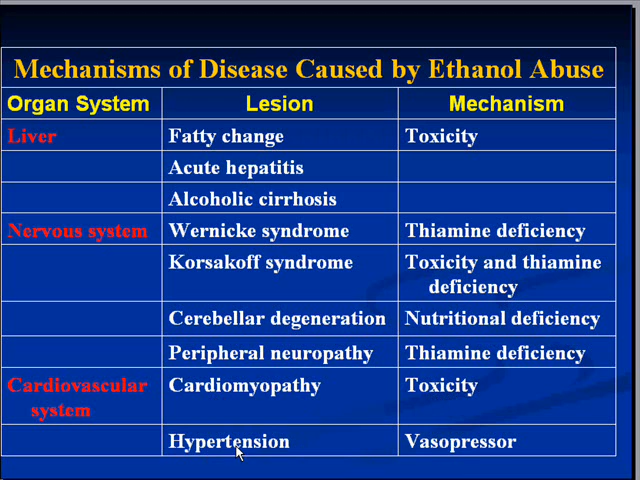 Mechanisms of Disease Caused by Ethanol Abuse
Organ System Lesion Mechanism
Liver Fatty change Toxicity
Acute hepatitis
Alcoholic cirrhosis
Nervous system Wernicke syndrome Thiamine deficiency
Korsakoff syndrome Toxicity and thiamine
deficiency
Cerebellar degeneration Nutritional deficiency
Peripheral neuropathy Thiamine deficiency
Cardiovascular Cardiomyopathy Toxicity
system
Hypertension Vasopressor